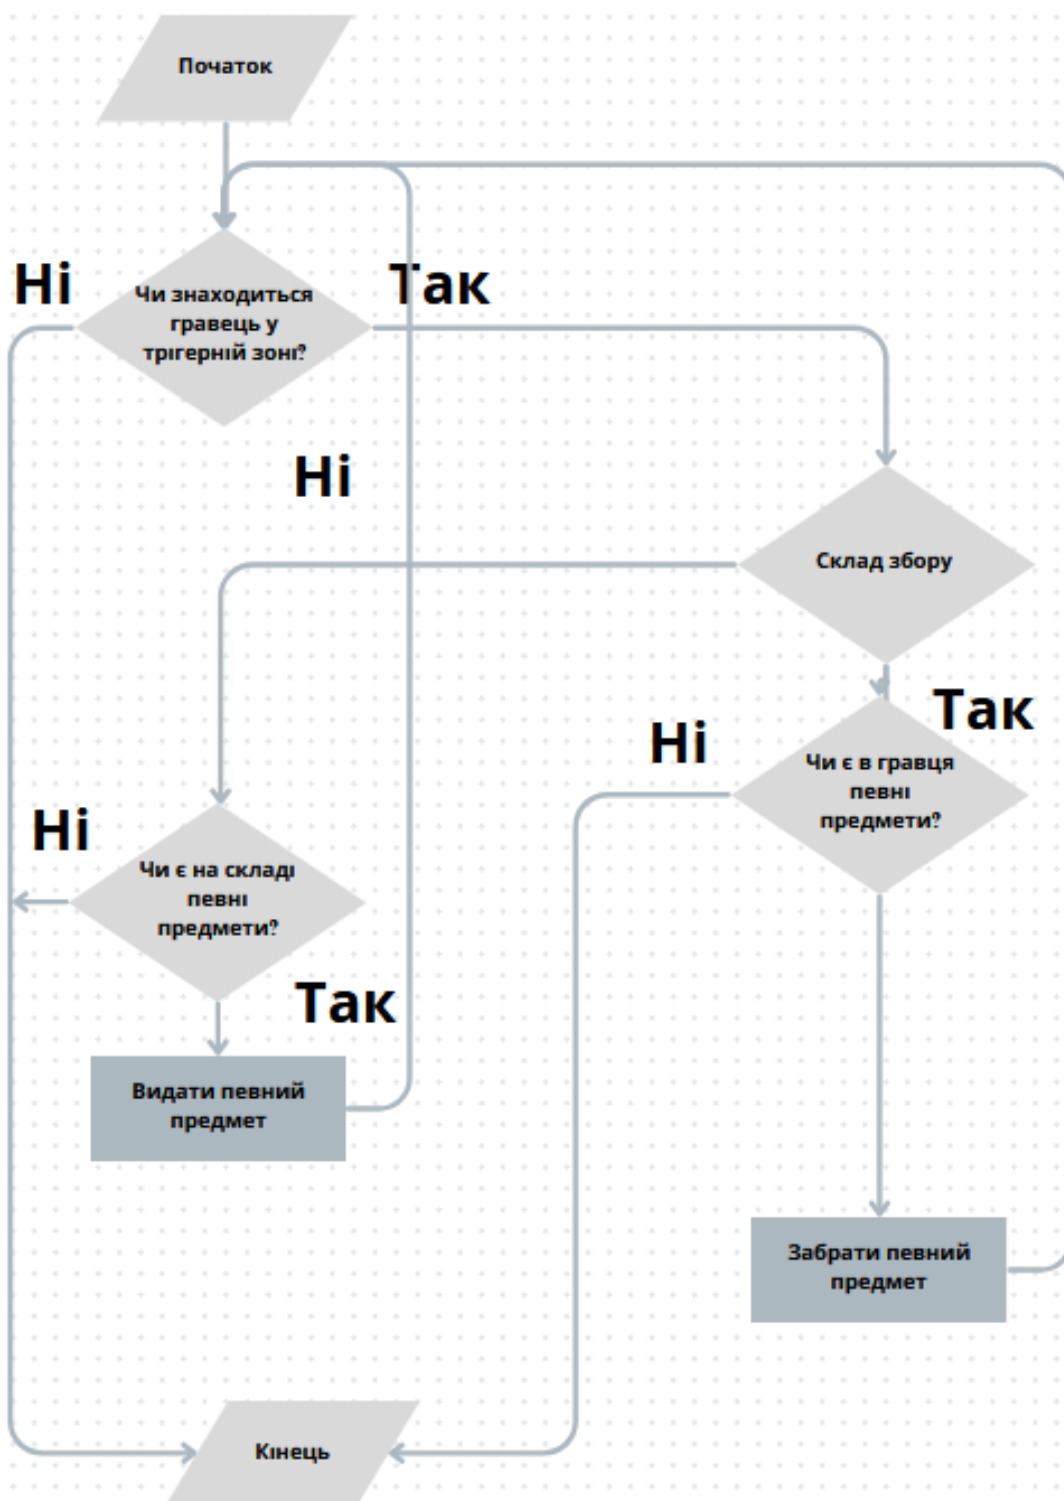 Початок
Ні
Так
Чи знаходиться
гравець у
трігерній зоні?
Ні
Склад збору
Так
Ні
Чи є в гравця
певні
предмети?
Ні
Чи є на складі
певні
предмети?
Так
Видати певний
предмет
Забрати певний
предмет
Кінець